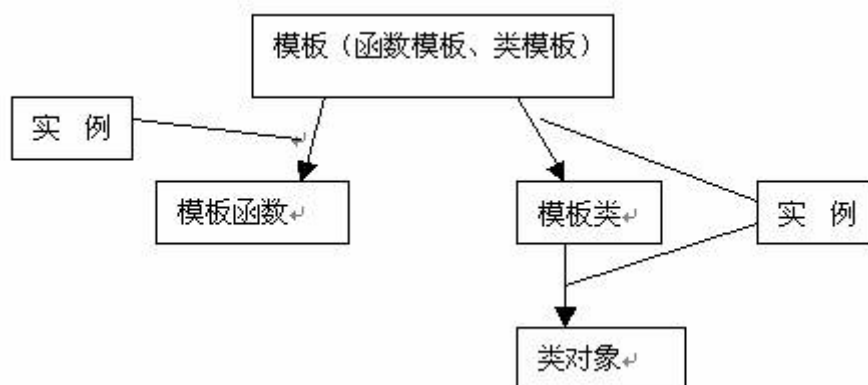 模板（函数模板、类模板）
实 例
模板函数
模板类
实 例
类对象